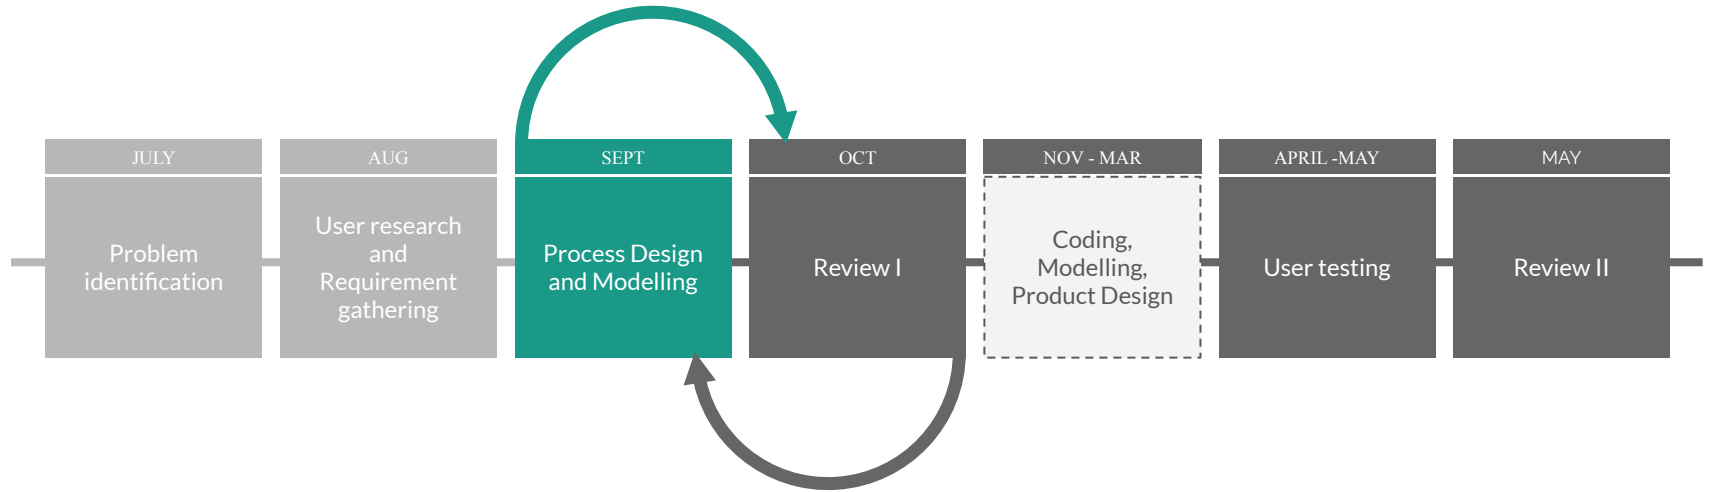 JULY
AUG
SEPT
OCT
NOV - MAR
APRIL -MAY
MAY
Problem
identification
User research
and
Requirement
gathering
Process Design
and Modelling
Review I
Coding,
Modelling,
Product Design
User testing
Review II